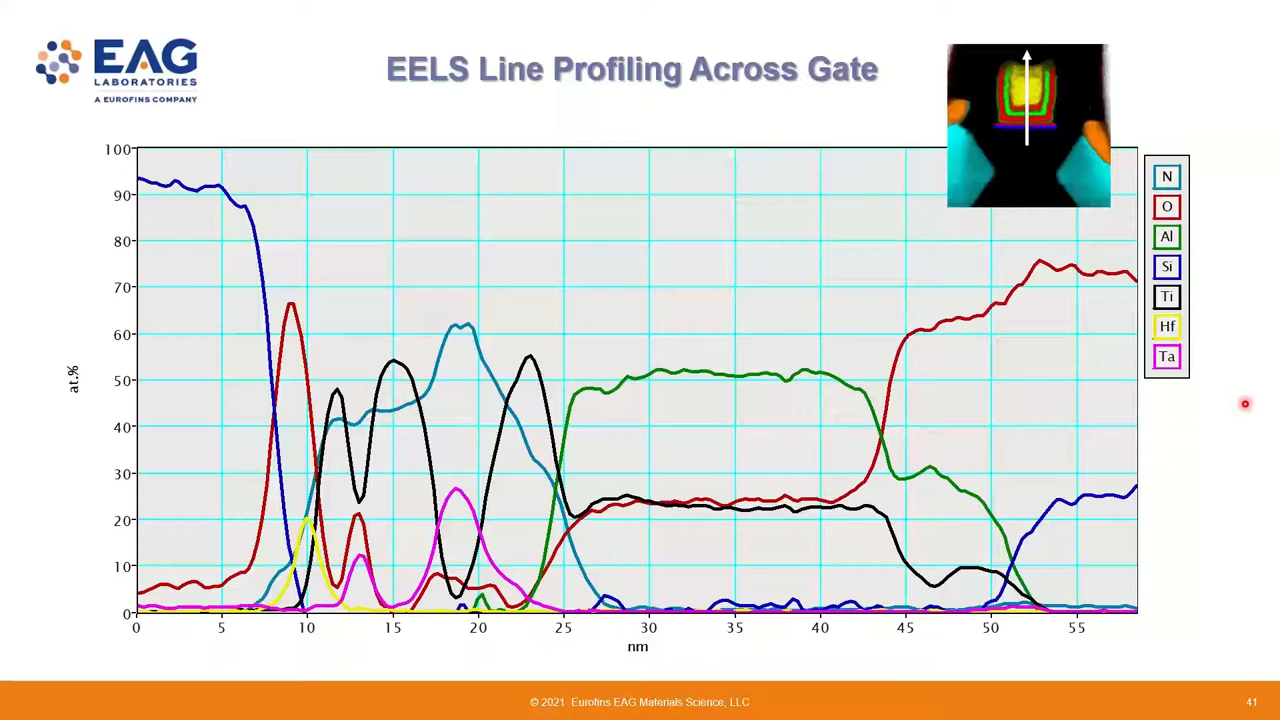 EAG
LABORATORIES
A EUROFINS COMPANY
EELS Line Profiling Across Gate
100
90
80
70
60
50
40
30
20
10
0
at.%
0 5 10 15 20 25 30 35 40 45 50 55
nm
N
O
Al
Si
Ti
Hf
Ta
© 2021 Eurofins EAG Materials Science, LLC
41